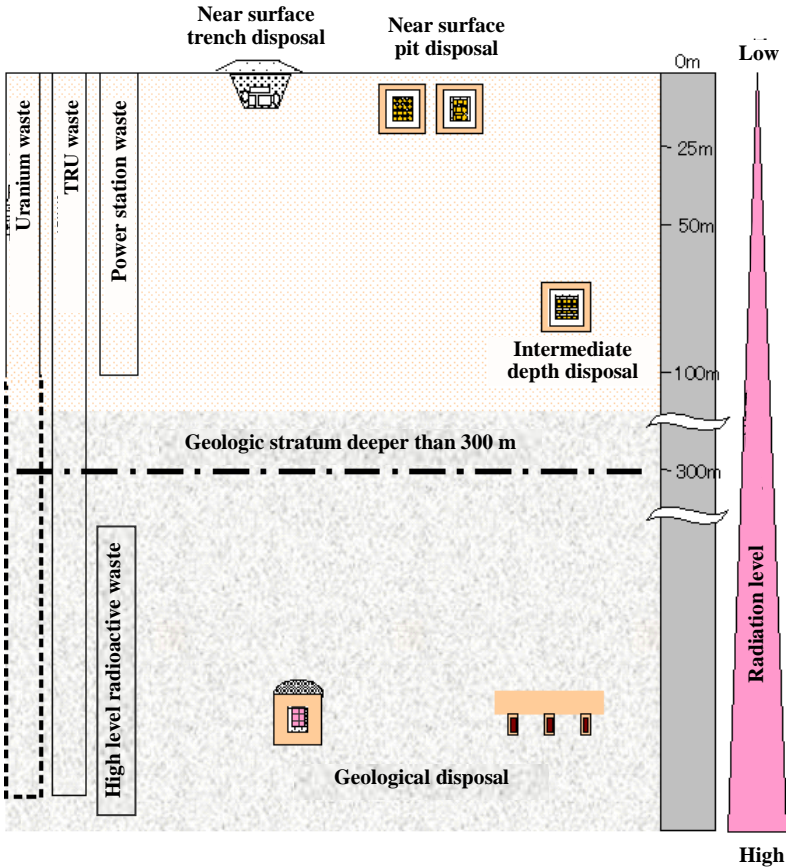 Near surface
trench disposal
Near surface
pit disposal
Low
0m
25m
50m
100m
300m
Uranium waste
TRU waste
Power station waste
Intermediate
depth disposal
Geologic stratum deeper than 300 m
High level radioactive waste
Radiation level
Geological disposal
High